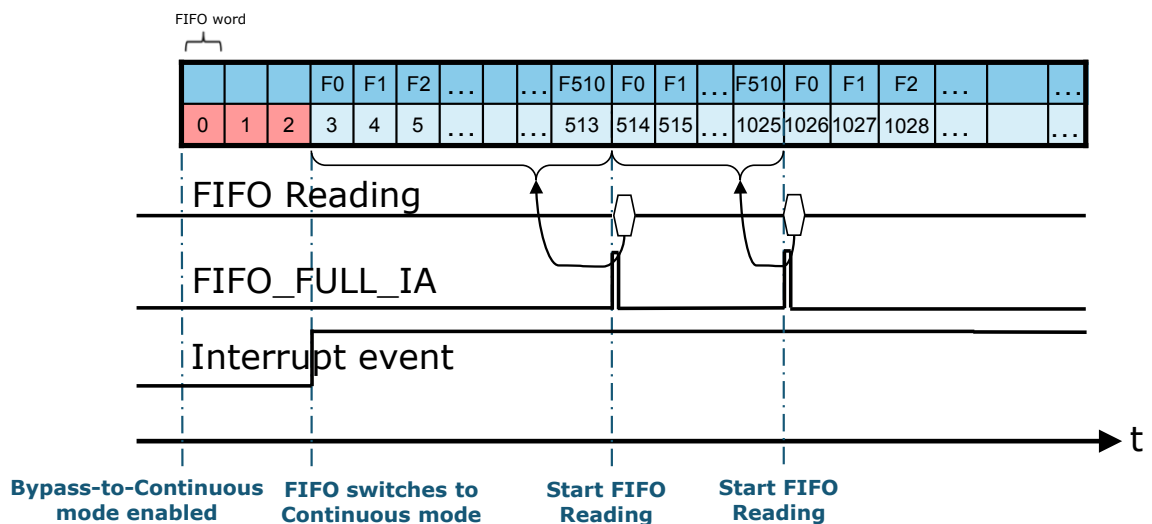 FIFO word
F0 F1 F2 ... ... F510 F0 F1 ... F510 F0 F1 F2 ... ...
0 1 2 3 4 5 ... ... 513 514 515 ... 1025 1026 1027 1028 ... ...
FIFO Reading
FIFO_FULL_IA
Interrupt event
t
Bypass-to-Continuous
mode enabled
FIFO switches to
Continuous mode
Start FIFO
Reading
Start FIFO
Reading